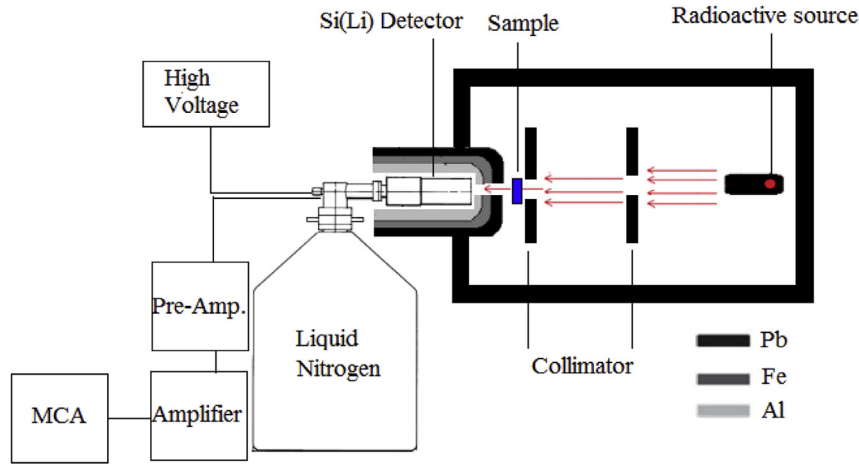 Si(Li) Detector
Sample
Radioactive source
High
Voltage
Pre-Amp.
Liquid
Nitrogen
Collimator
Pb
Fe
Al
MCA
Amplifier